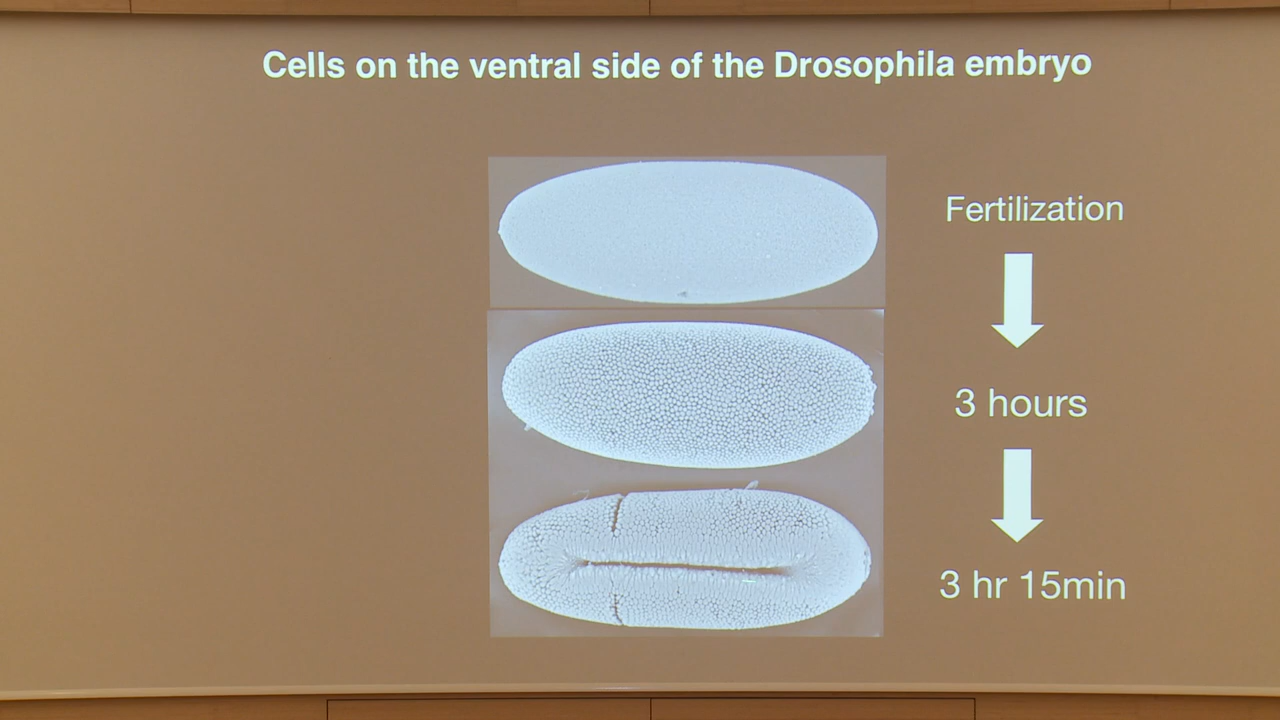 Cells on the ventral side of the Drosophila embryo
Fertilization
3 hours
3 hr 15min